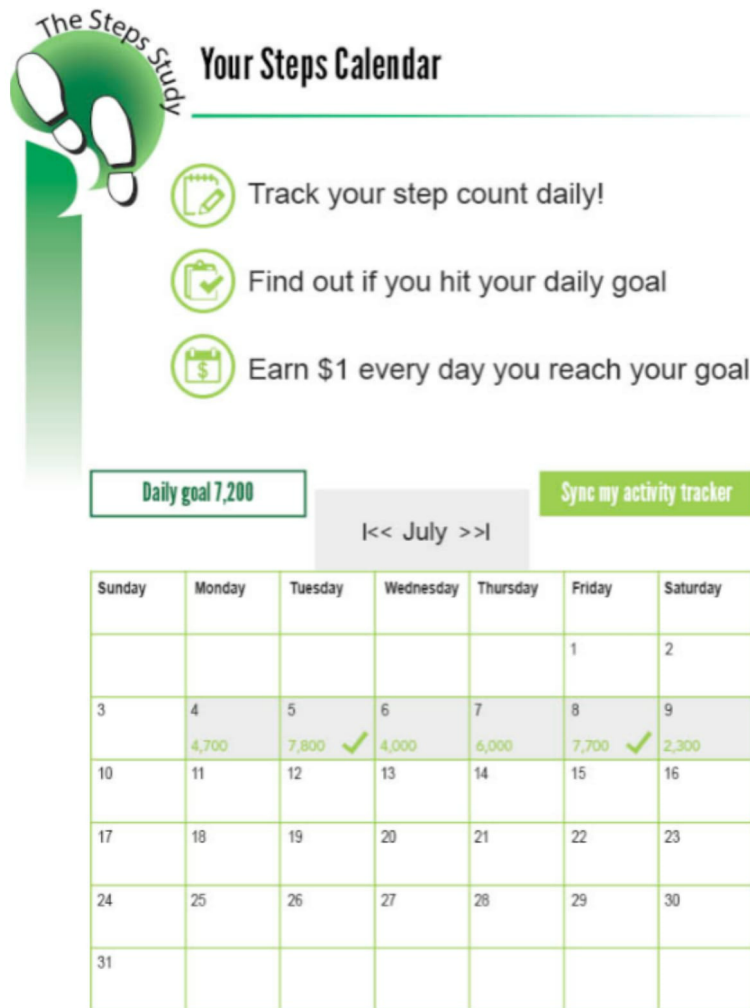 The Steps Study
Your Steps Calendar
Track your step count daily!
Find out if you hit your daily goal
$
Earn $1 every day you reach your goal
Daily goal 7,200
Sync my activity tracker
I<< July >>I
Sunday Monday Tuesday Wednesday Thursday Friday Saturday
1 2
3 4 5 6 7 8 9
4,700 7,800 4,000 6,000 7,700 2,300
10 11 12 13 14 15 16
17 18 19 20 21 22 23
24 25 26 27 28 29 30
31